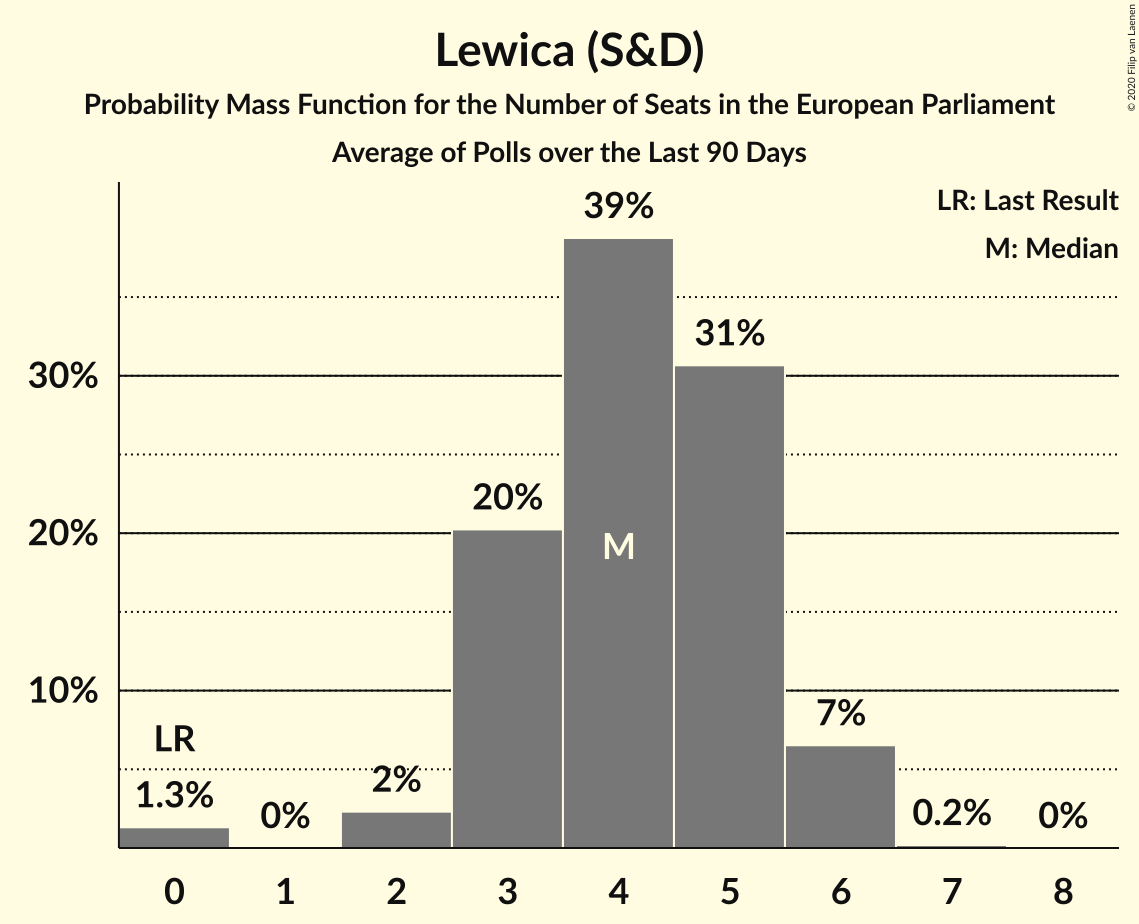 Lewica (S&D)
Probability Mass Function for the Number of Seats in the European Parliament
Average of Polls over the Last 90 Days
© 2020 Filip van Laenen
LR: Last Result
M: Median
39%
31%
30%
20%
20%
M
10%
7%
LR
1.3%
0%
2%
0.2%
0%
0 1 2 3 4 5 6 7 8